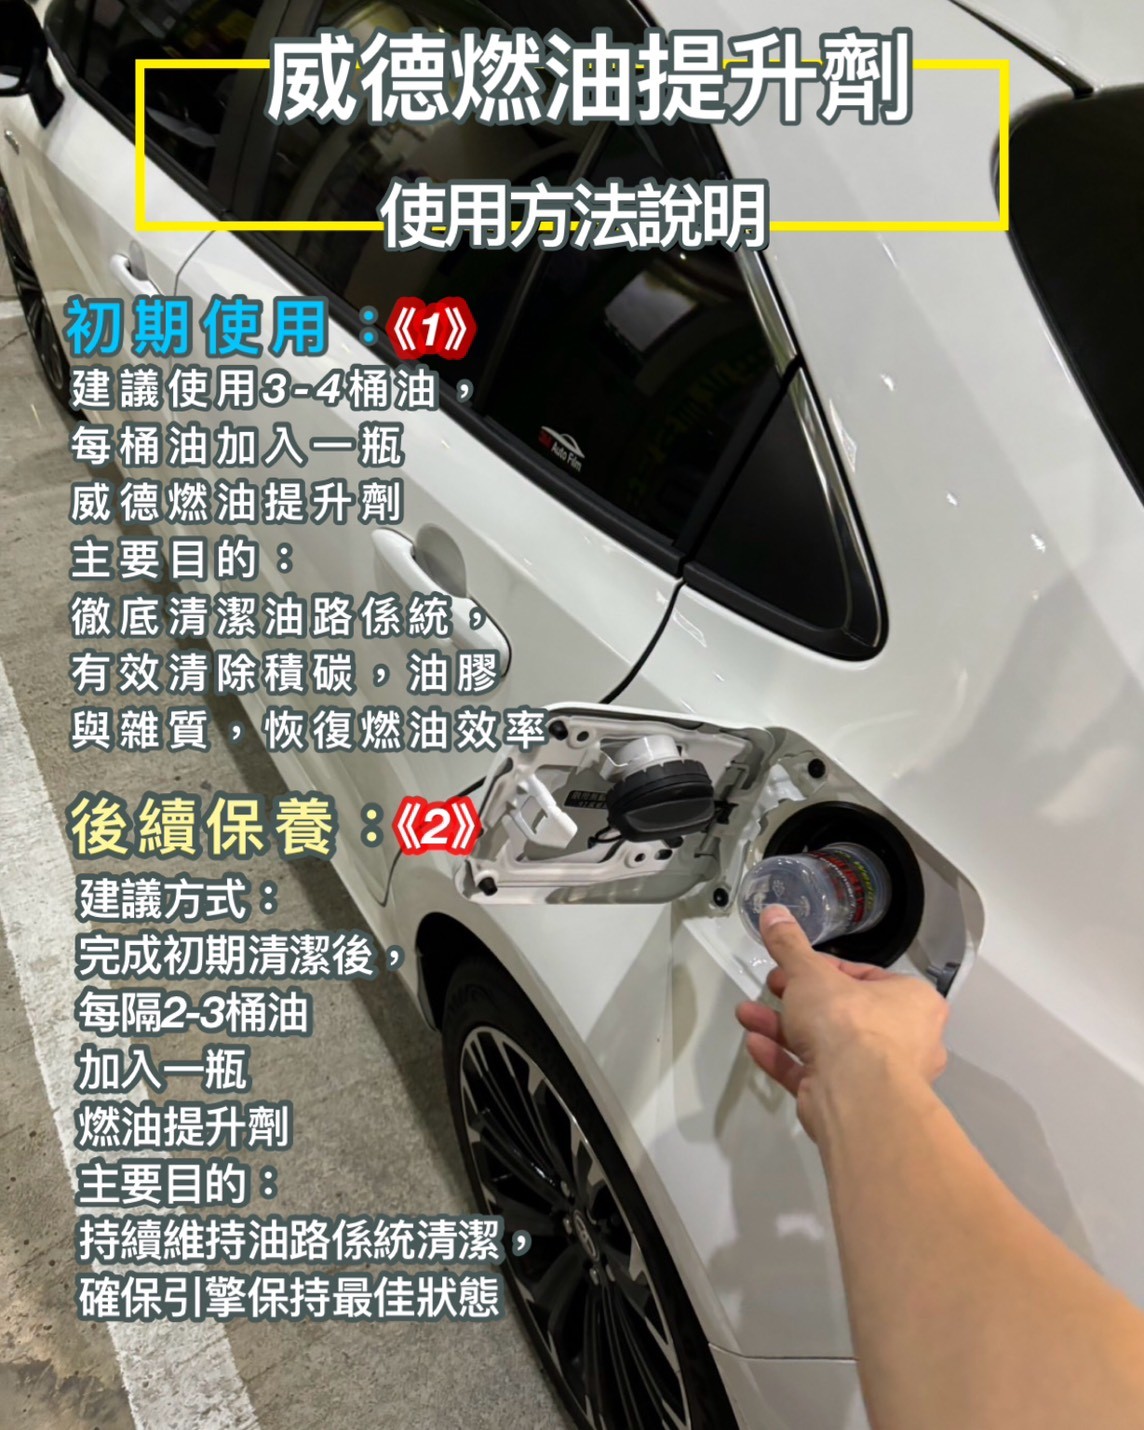 威德燃油提升劑
使用方法說明
初期使用：《1》
建議使用3-4桶油，
每桶油加入一瓶
威德燃油提升劑
主要目的：
徹底清潔油路係統，
有效清除積碳，油膠
與雜質，恢復燃油效率
後續保養：《2》
建議方式：
完成初期清潔後，
每隔2-3桶油
加入一瓶
燃油提升劑
主要目的：
持續維持油路係統清潔，
確保引擎保持最佳狀態
3M Auto Film